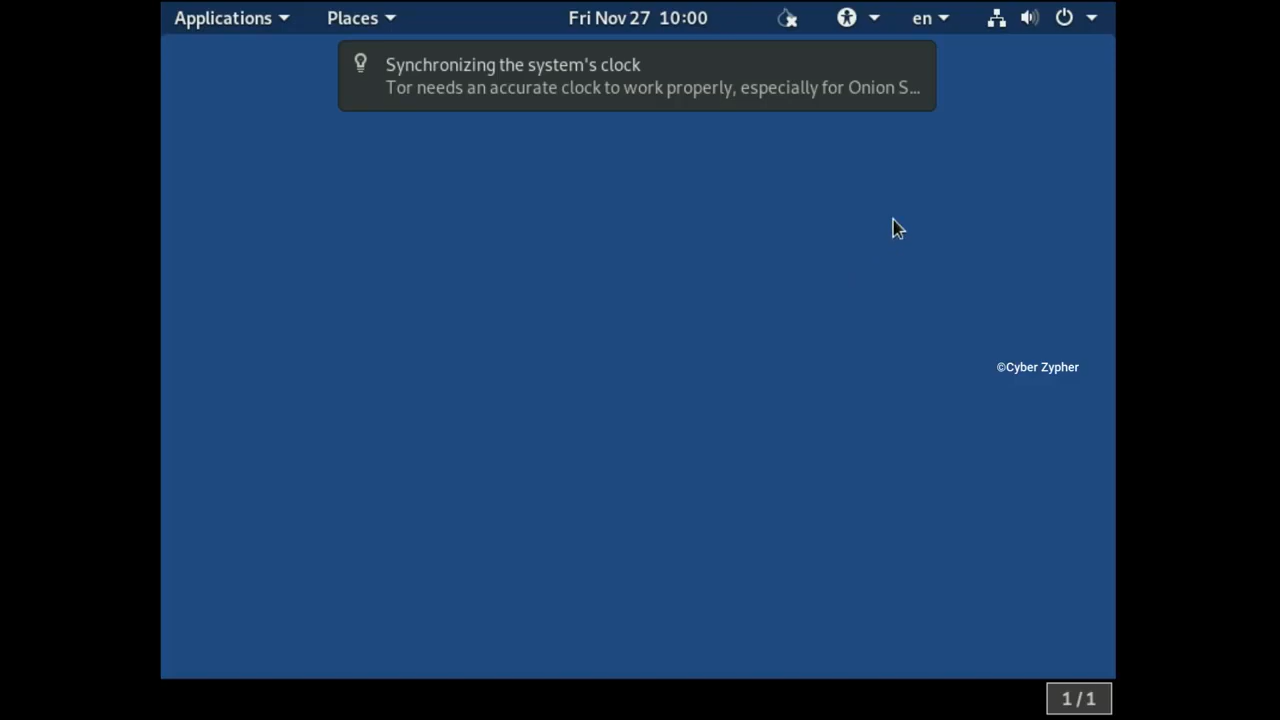 Applications Places Fri Nov 27 10:00 en
Synchronizing the system's clock
Tor needs an accurate clock to work properly, especially for Onion S...
©Cyber Zypher
1 / 1